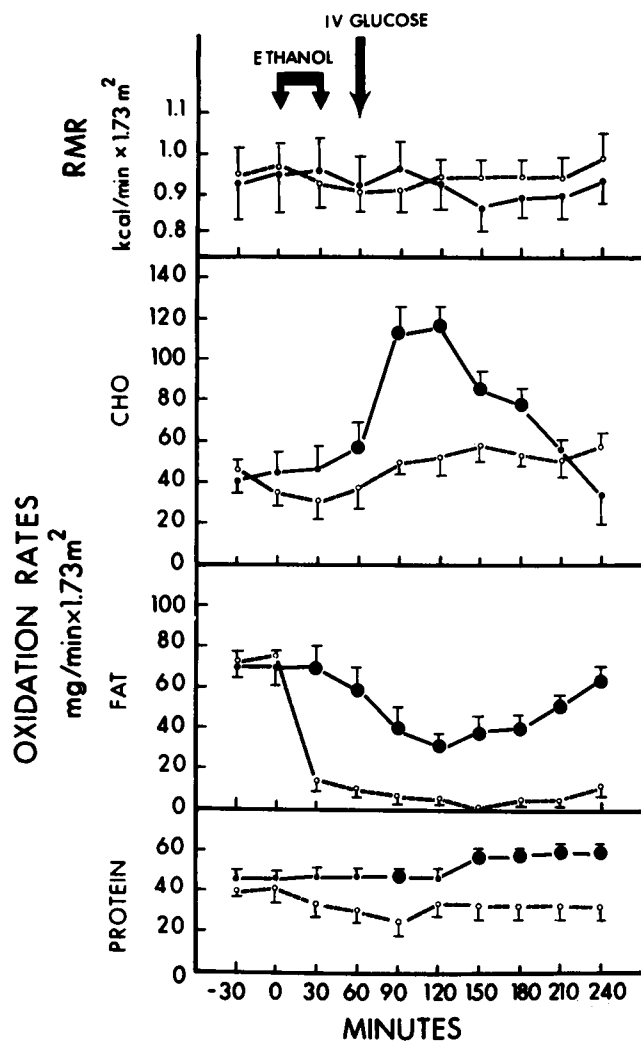 IV GLUCOSE
ETHANOL
RMR
kcal/min × 1.73 m²
1.1
1.0
0.9
0.8
OXIDATION RATES
mg/min×1.73m²
CHO
140
120
100
80
60
40
20
0
FAT
100
80
60
40
20
0
PROTEIN
60
40
20
0
-30 0 30 60 90 120 150 180 210 240
MINUTES